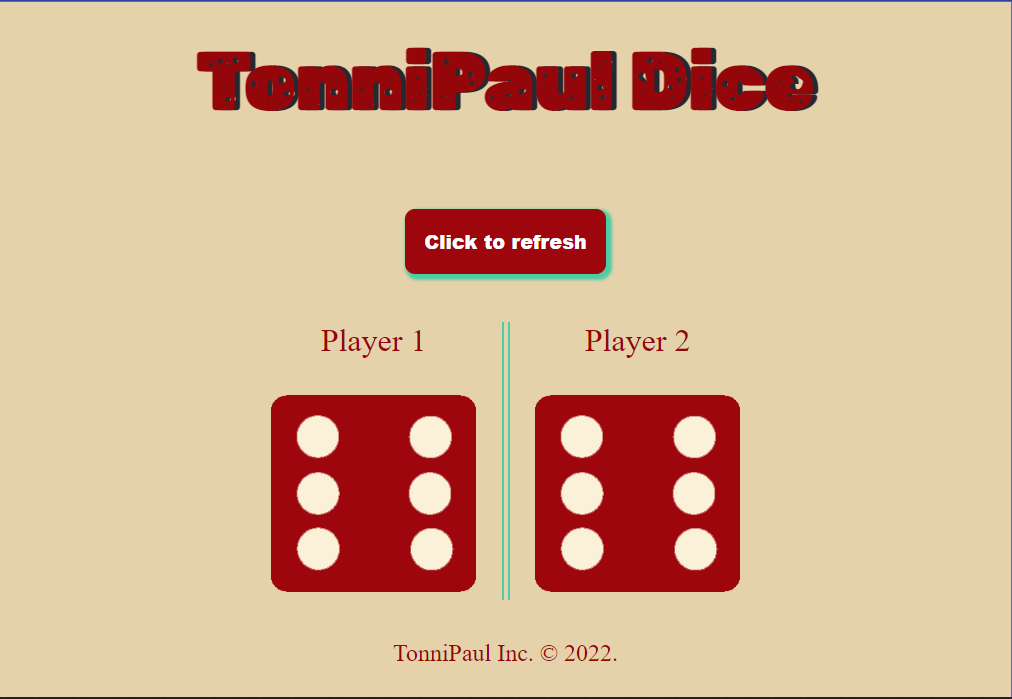 TonniPaul Dice
Click to refresh
Player 1
Player 2
TonniPaul Inc. © 2022.